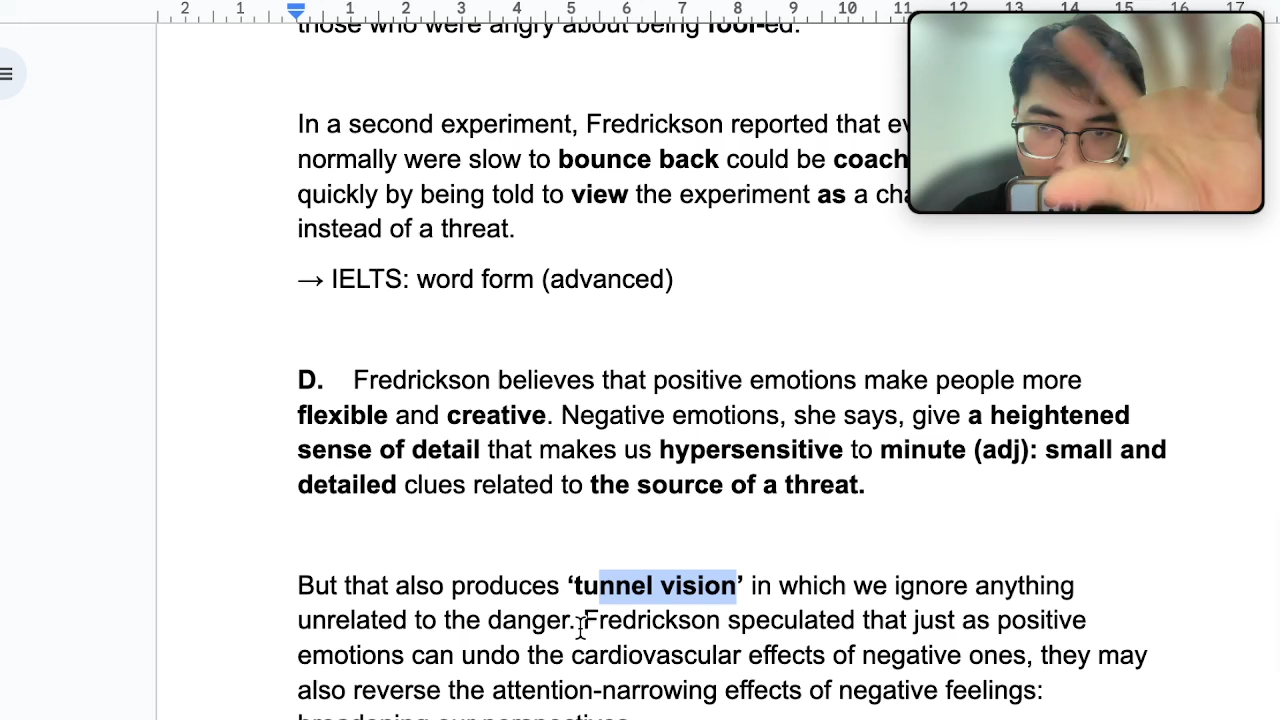 2 1 1 2 3 4 5 6 7 8 9 10 11 12 13 14 15 16 17
those who were angry about being fool-ed.
In a second experiment, Fredrickson reported that
normally were slow to bounce back could be coach
quickly by being told to view the experiment as a
instead of a threat.
→ IELTS: word form (advanced)
D. Fredrickson believes that positive emotions make people more
flexible and creative. Negative emotions, she says, give a heightened
sense of detail that makes us hypersensitive to minute (adj): small and
detailed clues related to the source of a threat.
But that also produces ‘tunnel vision’ in which we ignore anything
unrelated to the danger. Fredrickson speculated that just as positive
emotions can undo the cardiovascular effects of negative ones, they may
also reverse the attention-narrowing effects of negative feelings:
broadening our perspectives.